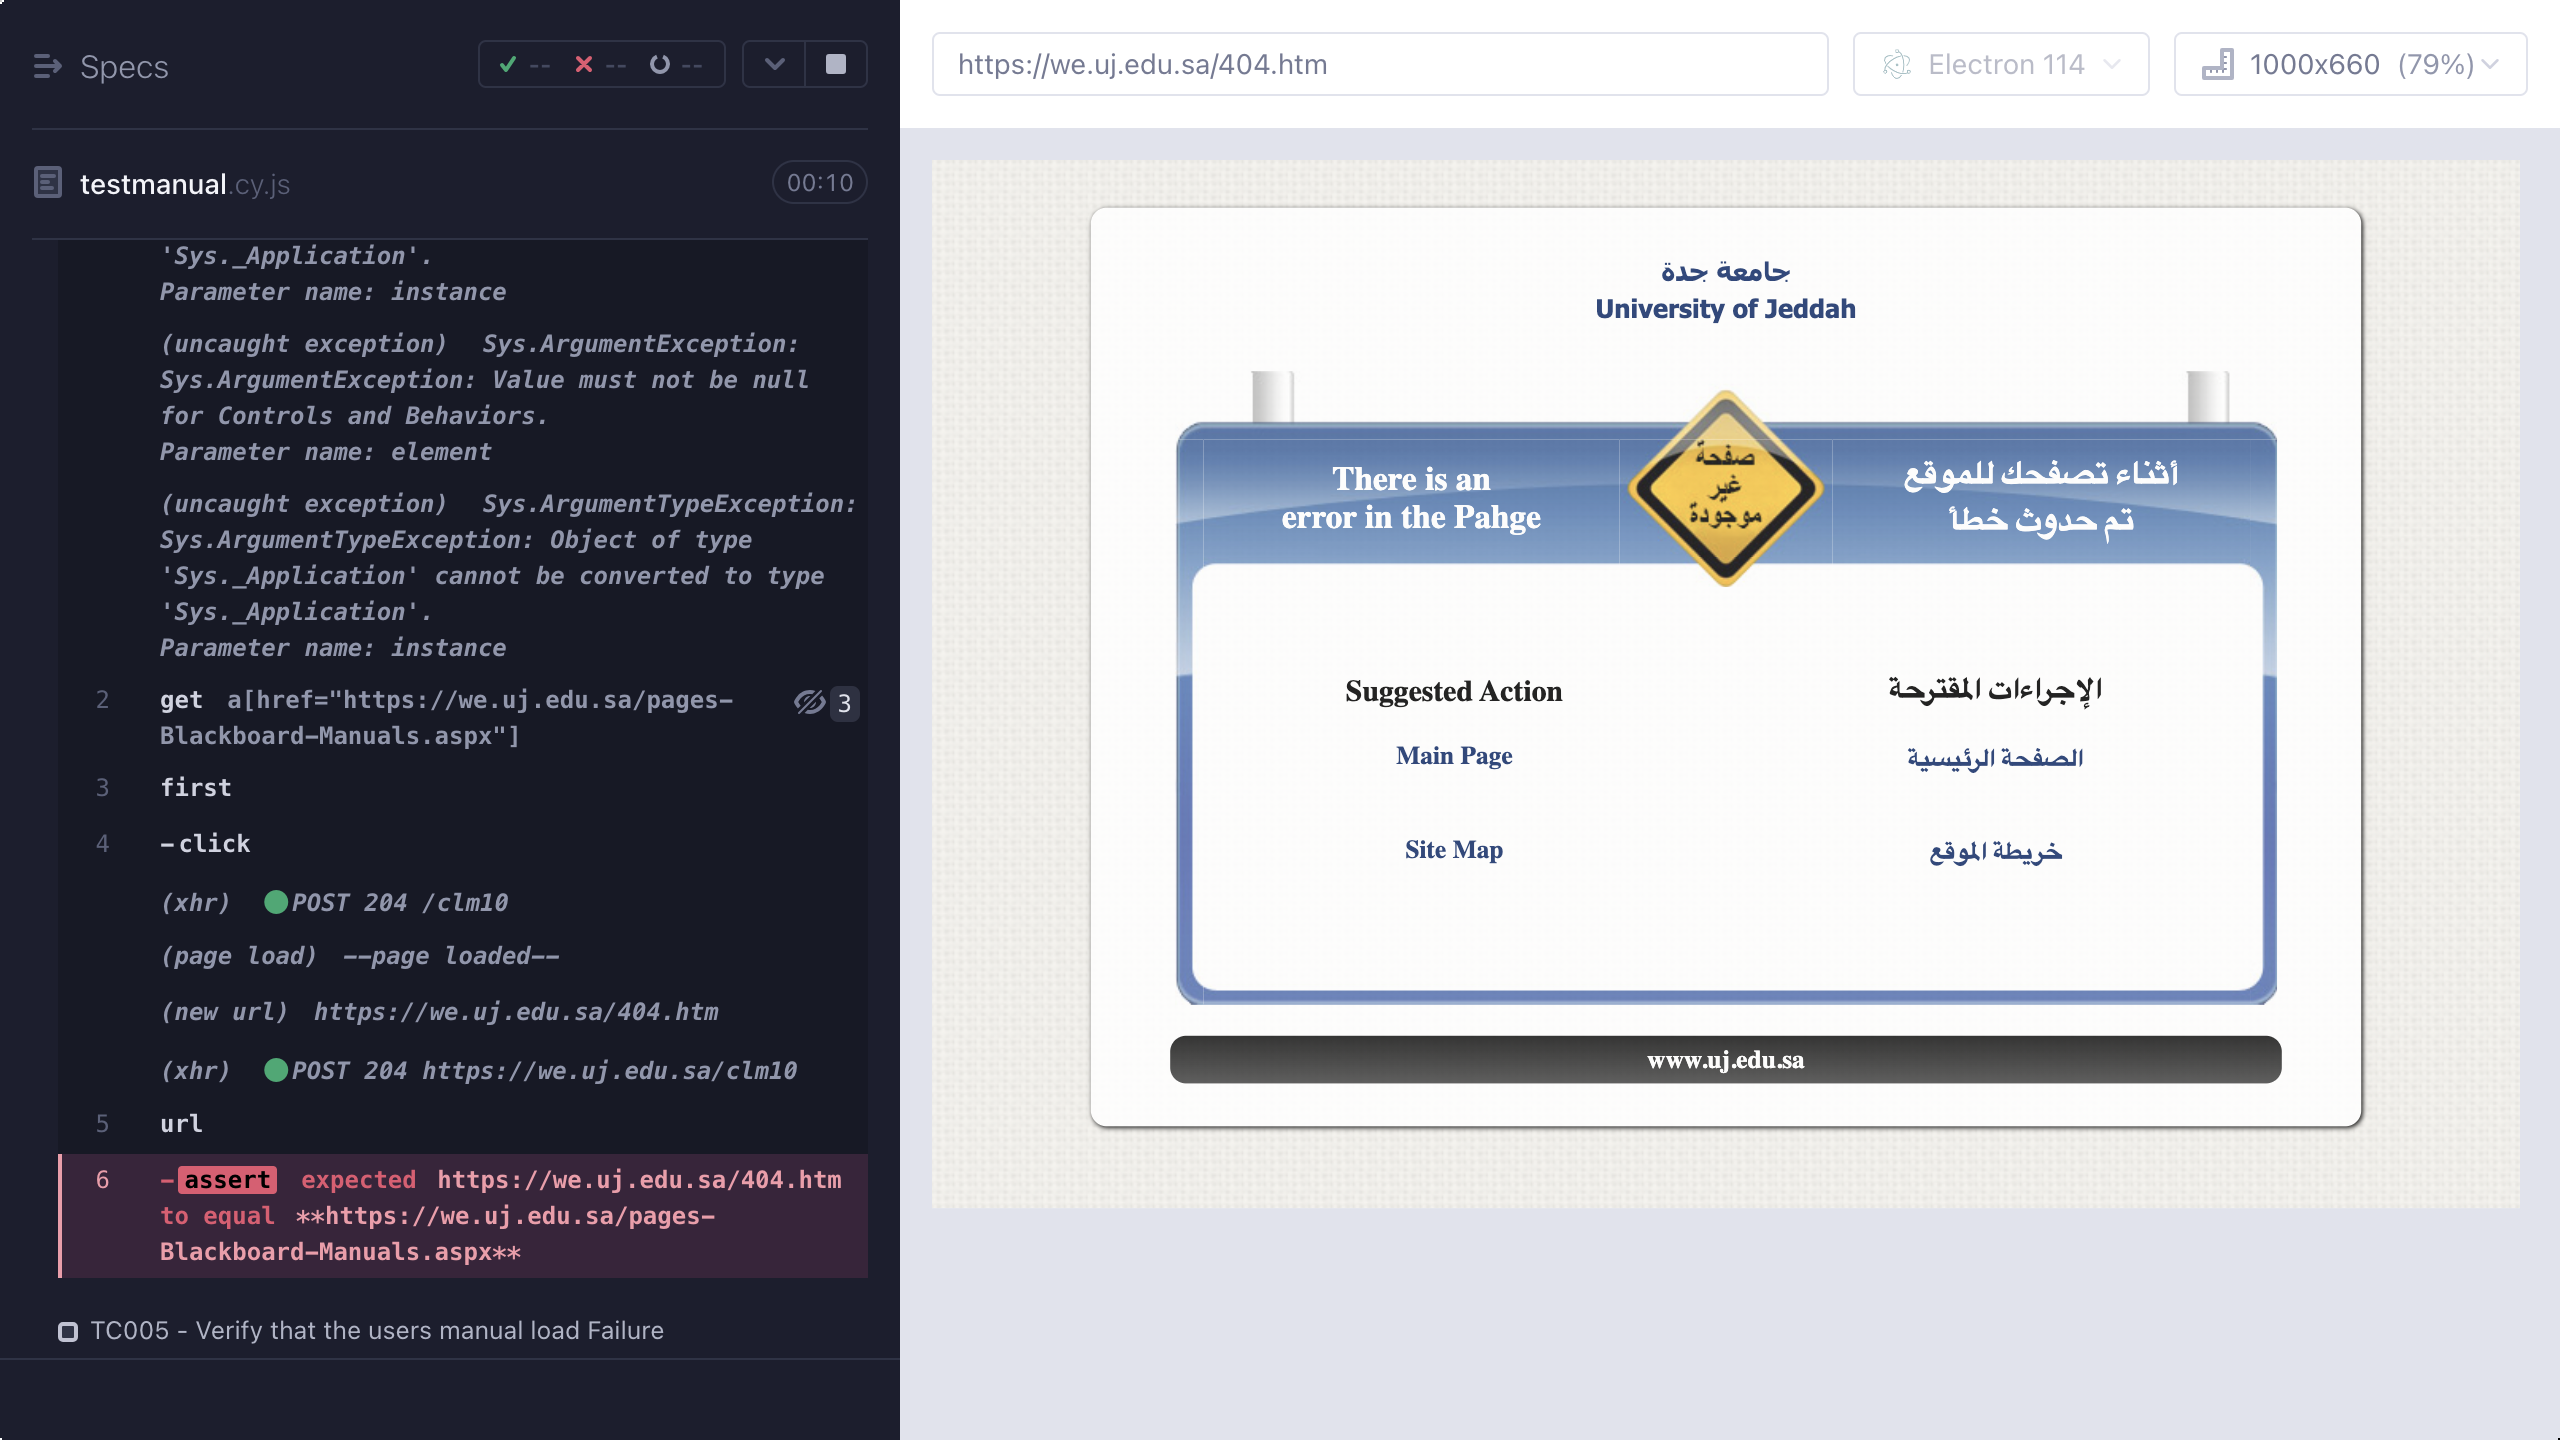 Specs
-- -- --
testmanual.cy.js
00:10
'Sys._Application'.
Parameter name: instance
(uncaught exception) Sys.ArgumentException:
Sys.ArgumentException: Value must not be null
for Controls and Behaviors.
Parameter name: element
(uncaught exception) Sys.ArgumentTypeException:
Sys.ArgumentTypeException: Object of type
'Sys._Application' cannot be converted to type
'Sys._Application'.
Parameter name: instance
2 get a[href="https://we.uj.edu.sa/pages-
Blackboard-Manuals.aspx"]
3
3 first
4 -click
(xhr) POST 204 /clm10
(page load) --page loaded--
(new url) https://we.uj.edu.sa/404.htm
(xhr) POST 204 https://we.uj.edu.sa/clm10
5 url
6 -assert expected https://we.uj.edu.sa/404.htm
to equal **https://we.uj.edu.sa/pages-
Blackboard-Manuals.aspx**
TC005 - Verify that the users manual load Failure
https://we.uj.edu.sa/404.htm
Electron 114
1000x660 (79%)
جامعة جدة
University of Jeddah
There is an
error in the Pahge
صفحة
غير
موجودة
أثناء تصفحك للموقع
تم حدوث خطأ
Suggested Action
الإجراءات المقترحة
Main Page
الصفحة الرئيسية
Site Map
خريطة الموقع
www.uj.edu.sa